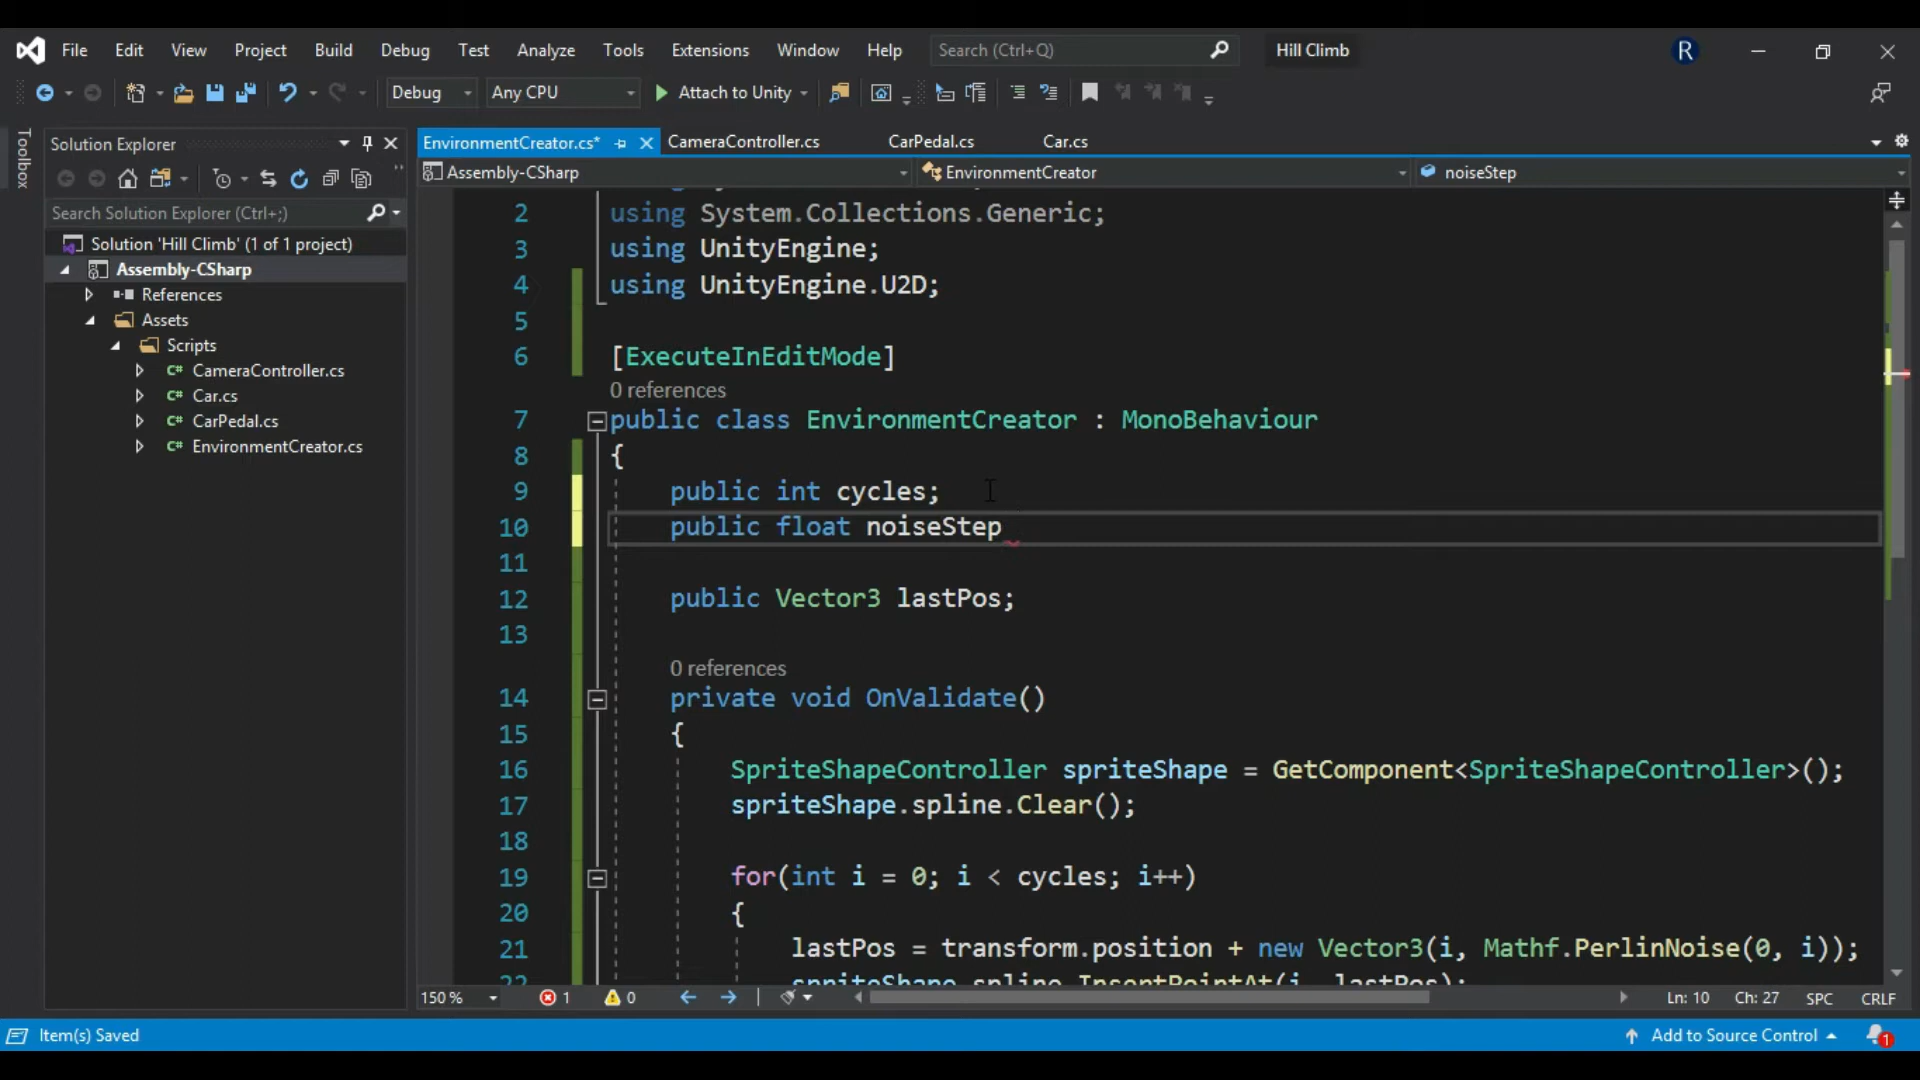 File Edit View Project Build Debug Test Analyze Tools Extensions Window Help Search (Ctrl+Q) Hill Climb R
Debug Any CPU Attach to Unity
Toolbox
Solution Explorer
Search Solution Explorer (Ctrl+;)
Solution 'Hill Climb' (1 of 1 project)
Assembly-CSharp
References
Assets
Scripts
C# CameraController.cs
C# Car.cs
C# CarPedal.cs
C# EnvironmentCreator.cs
EnvironmentCreator.cs* CameraController.cs CarPedal.cs Car.cs
Assembly-CSharp EnvironmentCreator noiseStep
2 using System.Collections.Generic;
3 using UnityEngine;
4 using UnityEngine.U2D;
5
6 [ExecuteInEditMode]
0 references
7 public class EnvironmentCreator : MonoBehaviour
8 {
9 public int cycles;
10 public float noiseStep
11
12 public Vector3 lastPos;
13
0 references
14 private void OnValidate()
15 {
16 SpriteShapeController spriteShape = GetComponent<SpriteShapeController>();
17 spriteShape.spline.Clear();
18
19 for(int i = 0; i < cycles; i++)
20 {
21 lastPos = transform.position + new Vector3(i, Mathf.PerlinNoise(0, i));
22 spriteShape.spline.InsertPointAt(i, lastPos);
150 % 1 0 Ln: 10 Ch: 27 SPC CRLF
Item(s) Saved Add to Source Control 1